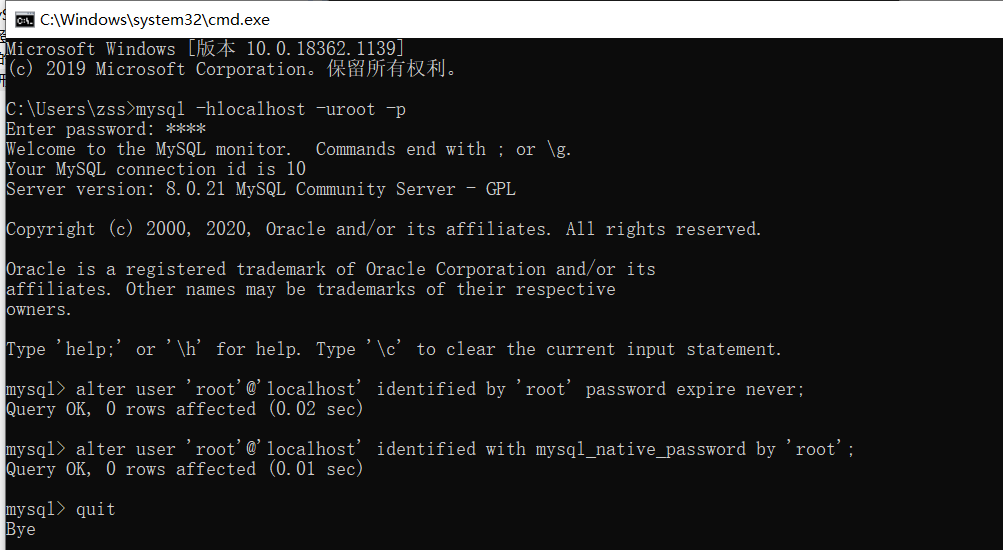 C:\Windows\system32\cmd.exe
Microsoft Windows [版本 10.0.18362.1139]
(c) 2019 Microsoft Corporation。保留所有权利。
C:\Users\zss>mysql -hlocalhost -uroot -p
Enter password: ****
Welcome to the MySQL monitor.  Commands end with ; or \g.
Your MySQL connection id is 10
Server version: 8.0.21 MySQL Community Server - GPL
Copyright (c) 2000, 2020, Oracle and/or its affiliates. All rights reserved.
Oracle is a registered trademark of Oracle Corporation and/or its
affiliates. Other names may be trademarks of their respective
owners.
Type 'help;' or '\h' for help. Type '\c' to clear the current input statement.
mysql> alter user 'root'@'localhost' identified by 'root' password expire never;
Query OK, 0 rows affected (0.02 sec)
mysql> alter user 'root'@'localhost' identified with mysql_native_password by 'root';
Query OK, 0 rows affected (0.01 sec)
mysql> quit
Bye